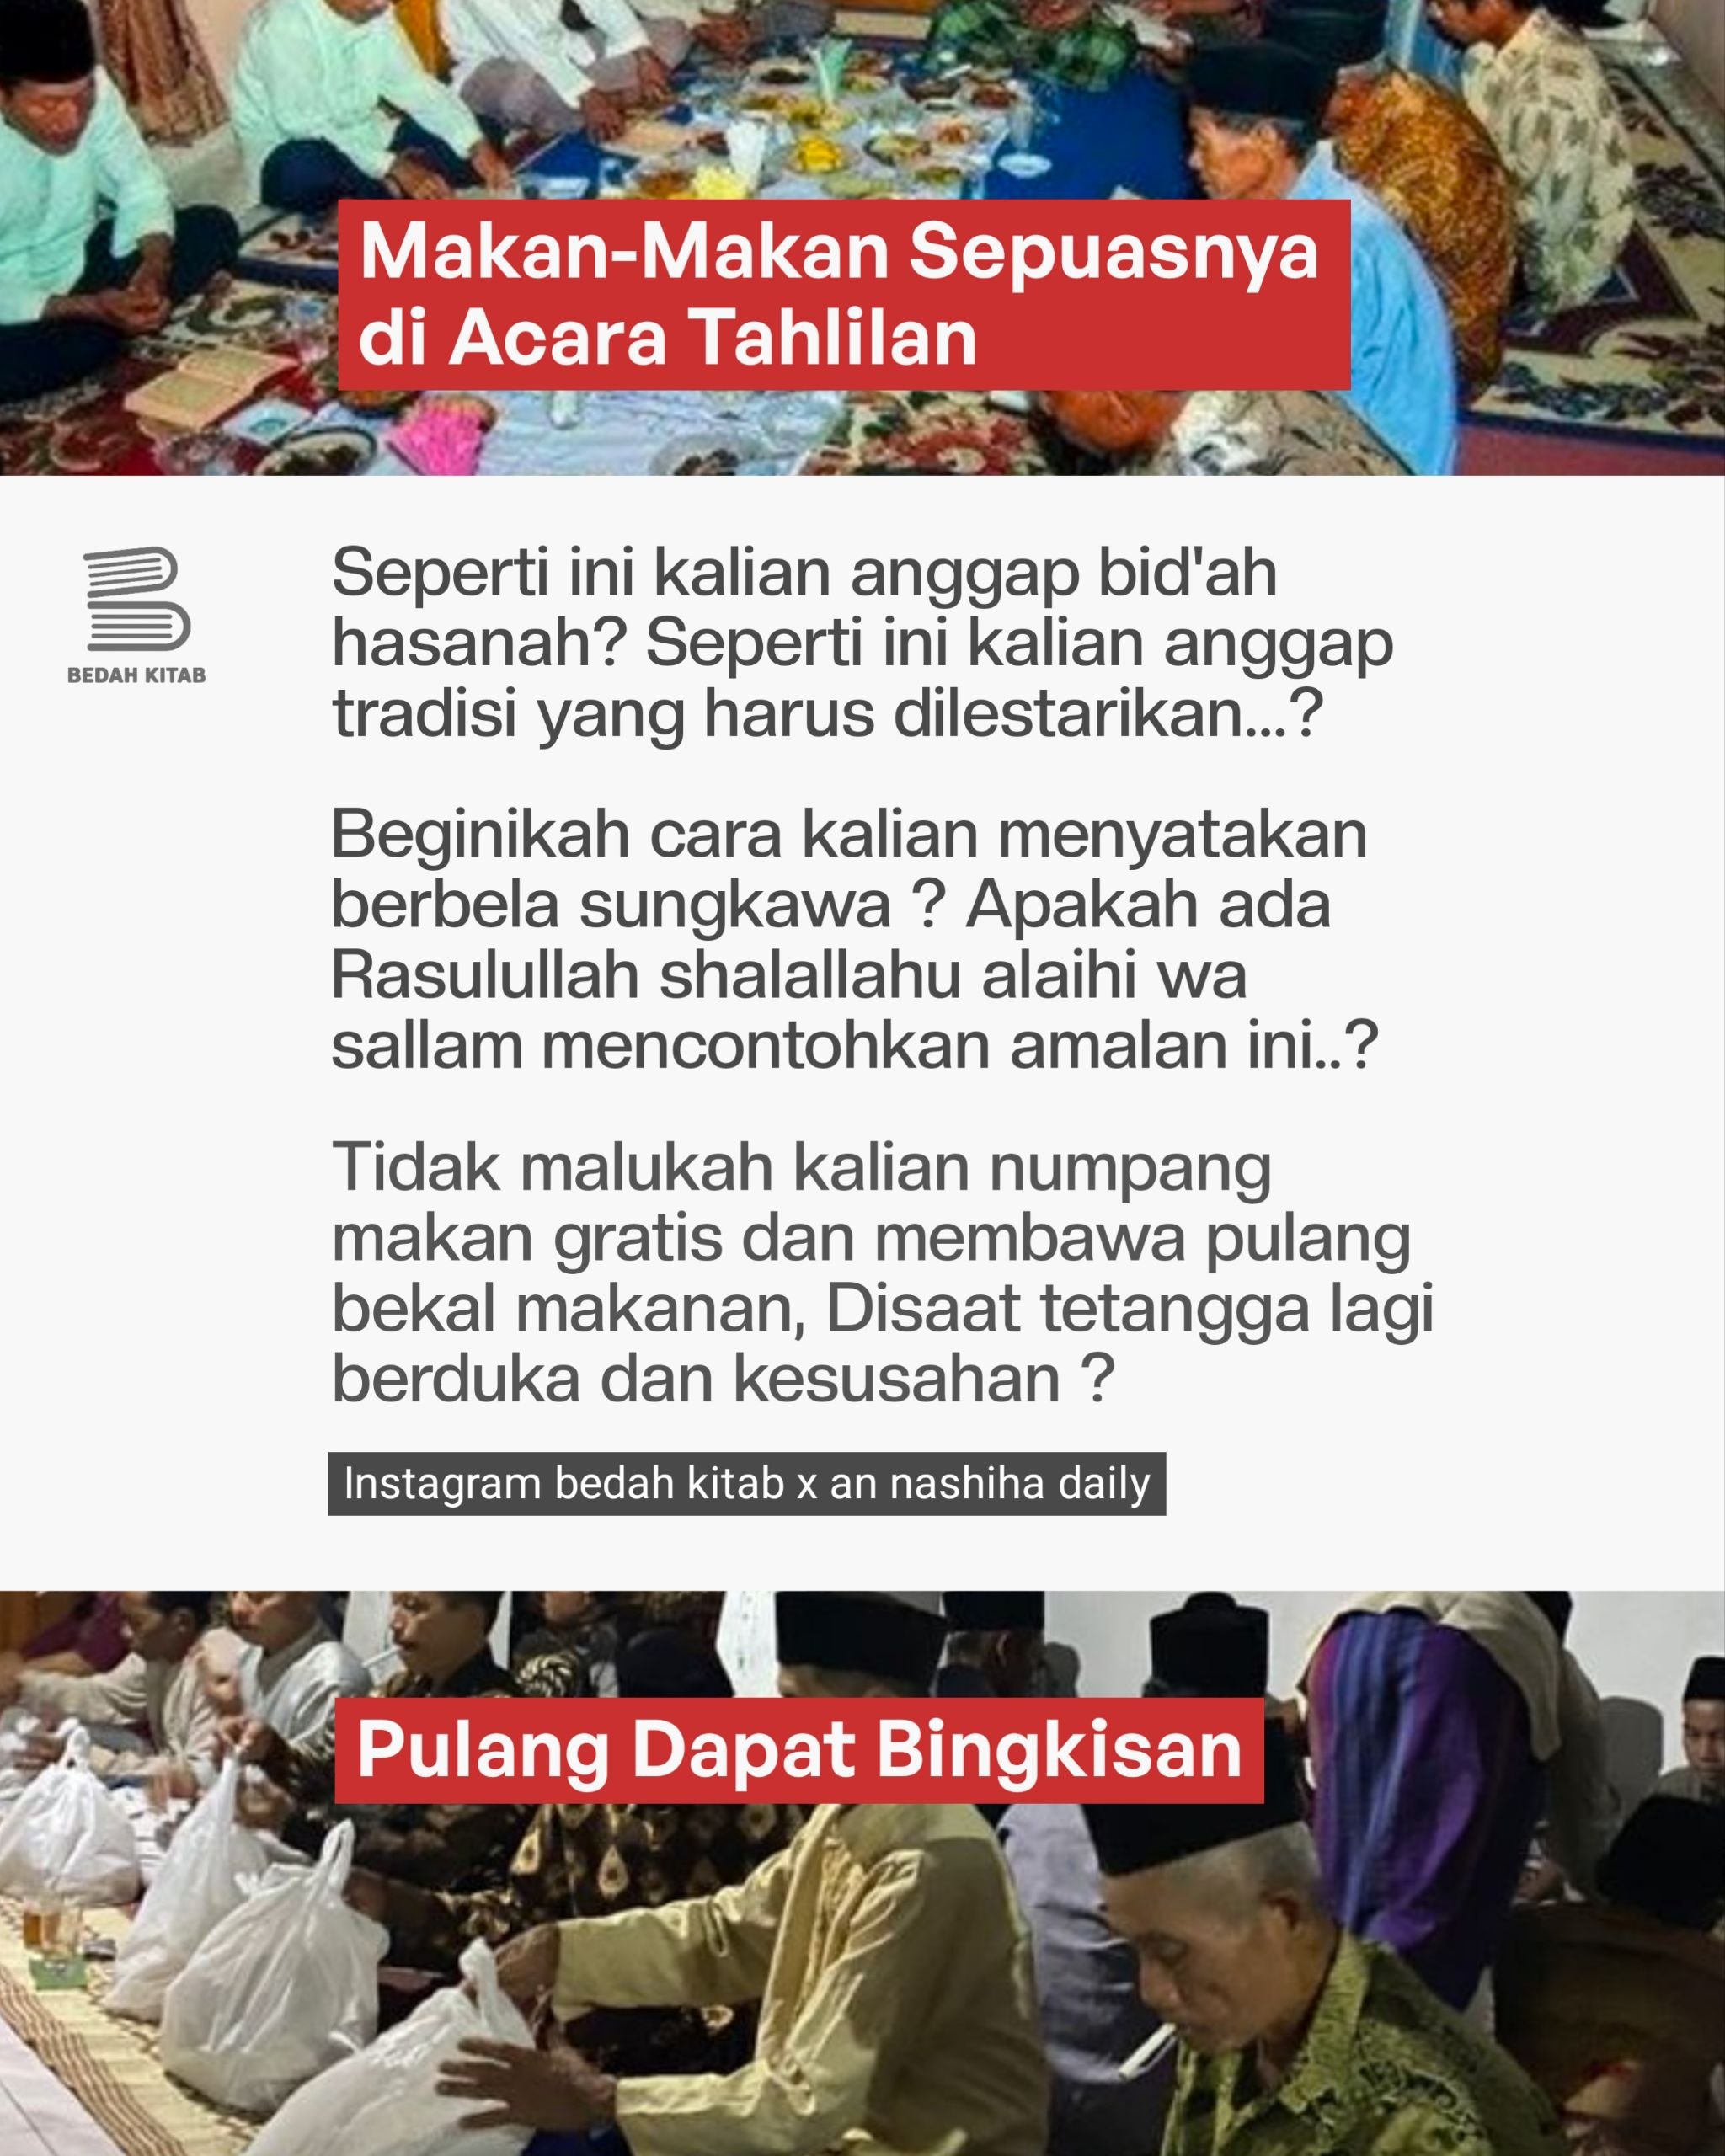 Makan-Makan Sepuasnya
di Acara Tahlilan
BEDAH KITAB
Seperti ini kalian anggap bid'ah
hasanah? Seperti ini kalian anggap
tradisi yang harus dilestarikan...?
Beginikah cara kalian menyatakan
berbela sungkawa ? Apakah ada
Rasulullah shalallahu alaihi wa
sallam mencontohkan amalan ini..?
Tidak malukah kalian numpang
makan gratis dan membawa pulang
bekal makanan, Disaat tetangga lagi
berduka dan kesusahan ?
Instagram bedah kitab x an nashiha daily
Pulang Dapat Bingkisan